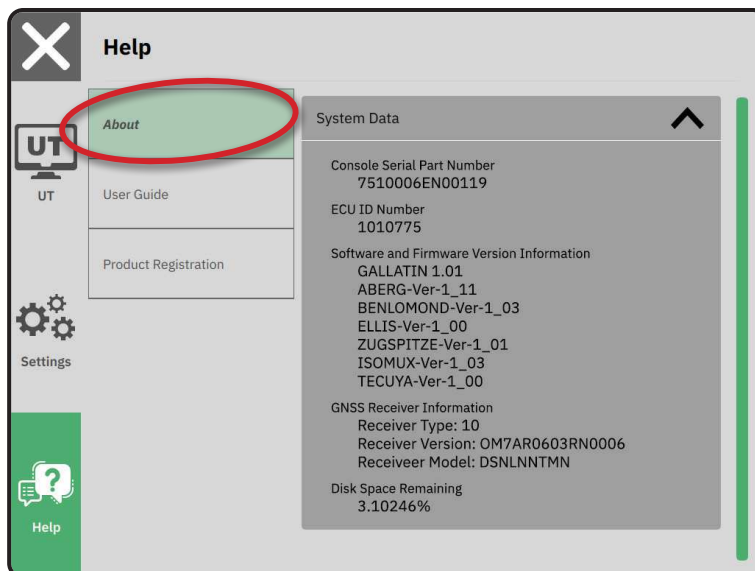 Help
About
User Guide
Product Registration
UT
UT
Settings
Help
System Data
Console Serial Part Number
7510006EN00119
ECU ID Number
1010775
Software and Firmware Version Information
GALLATIN 1.01
ABERG-Ver-1_11
BENLOMOND-Ver-1_03
ELLIS-Ver-1_00
ZUGSPITZE-Ver-1_01
ISOMUX-Ver-1_03
TECUYA-Ver-1_00
GNSS Receiver Information
Receiver Type: 10
Receiver Version: OM7AR0603RN0006
Receiveer Model: DSNLNNTMN
Disk Space Remaining
3.10246%